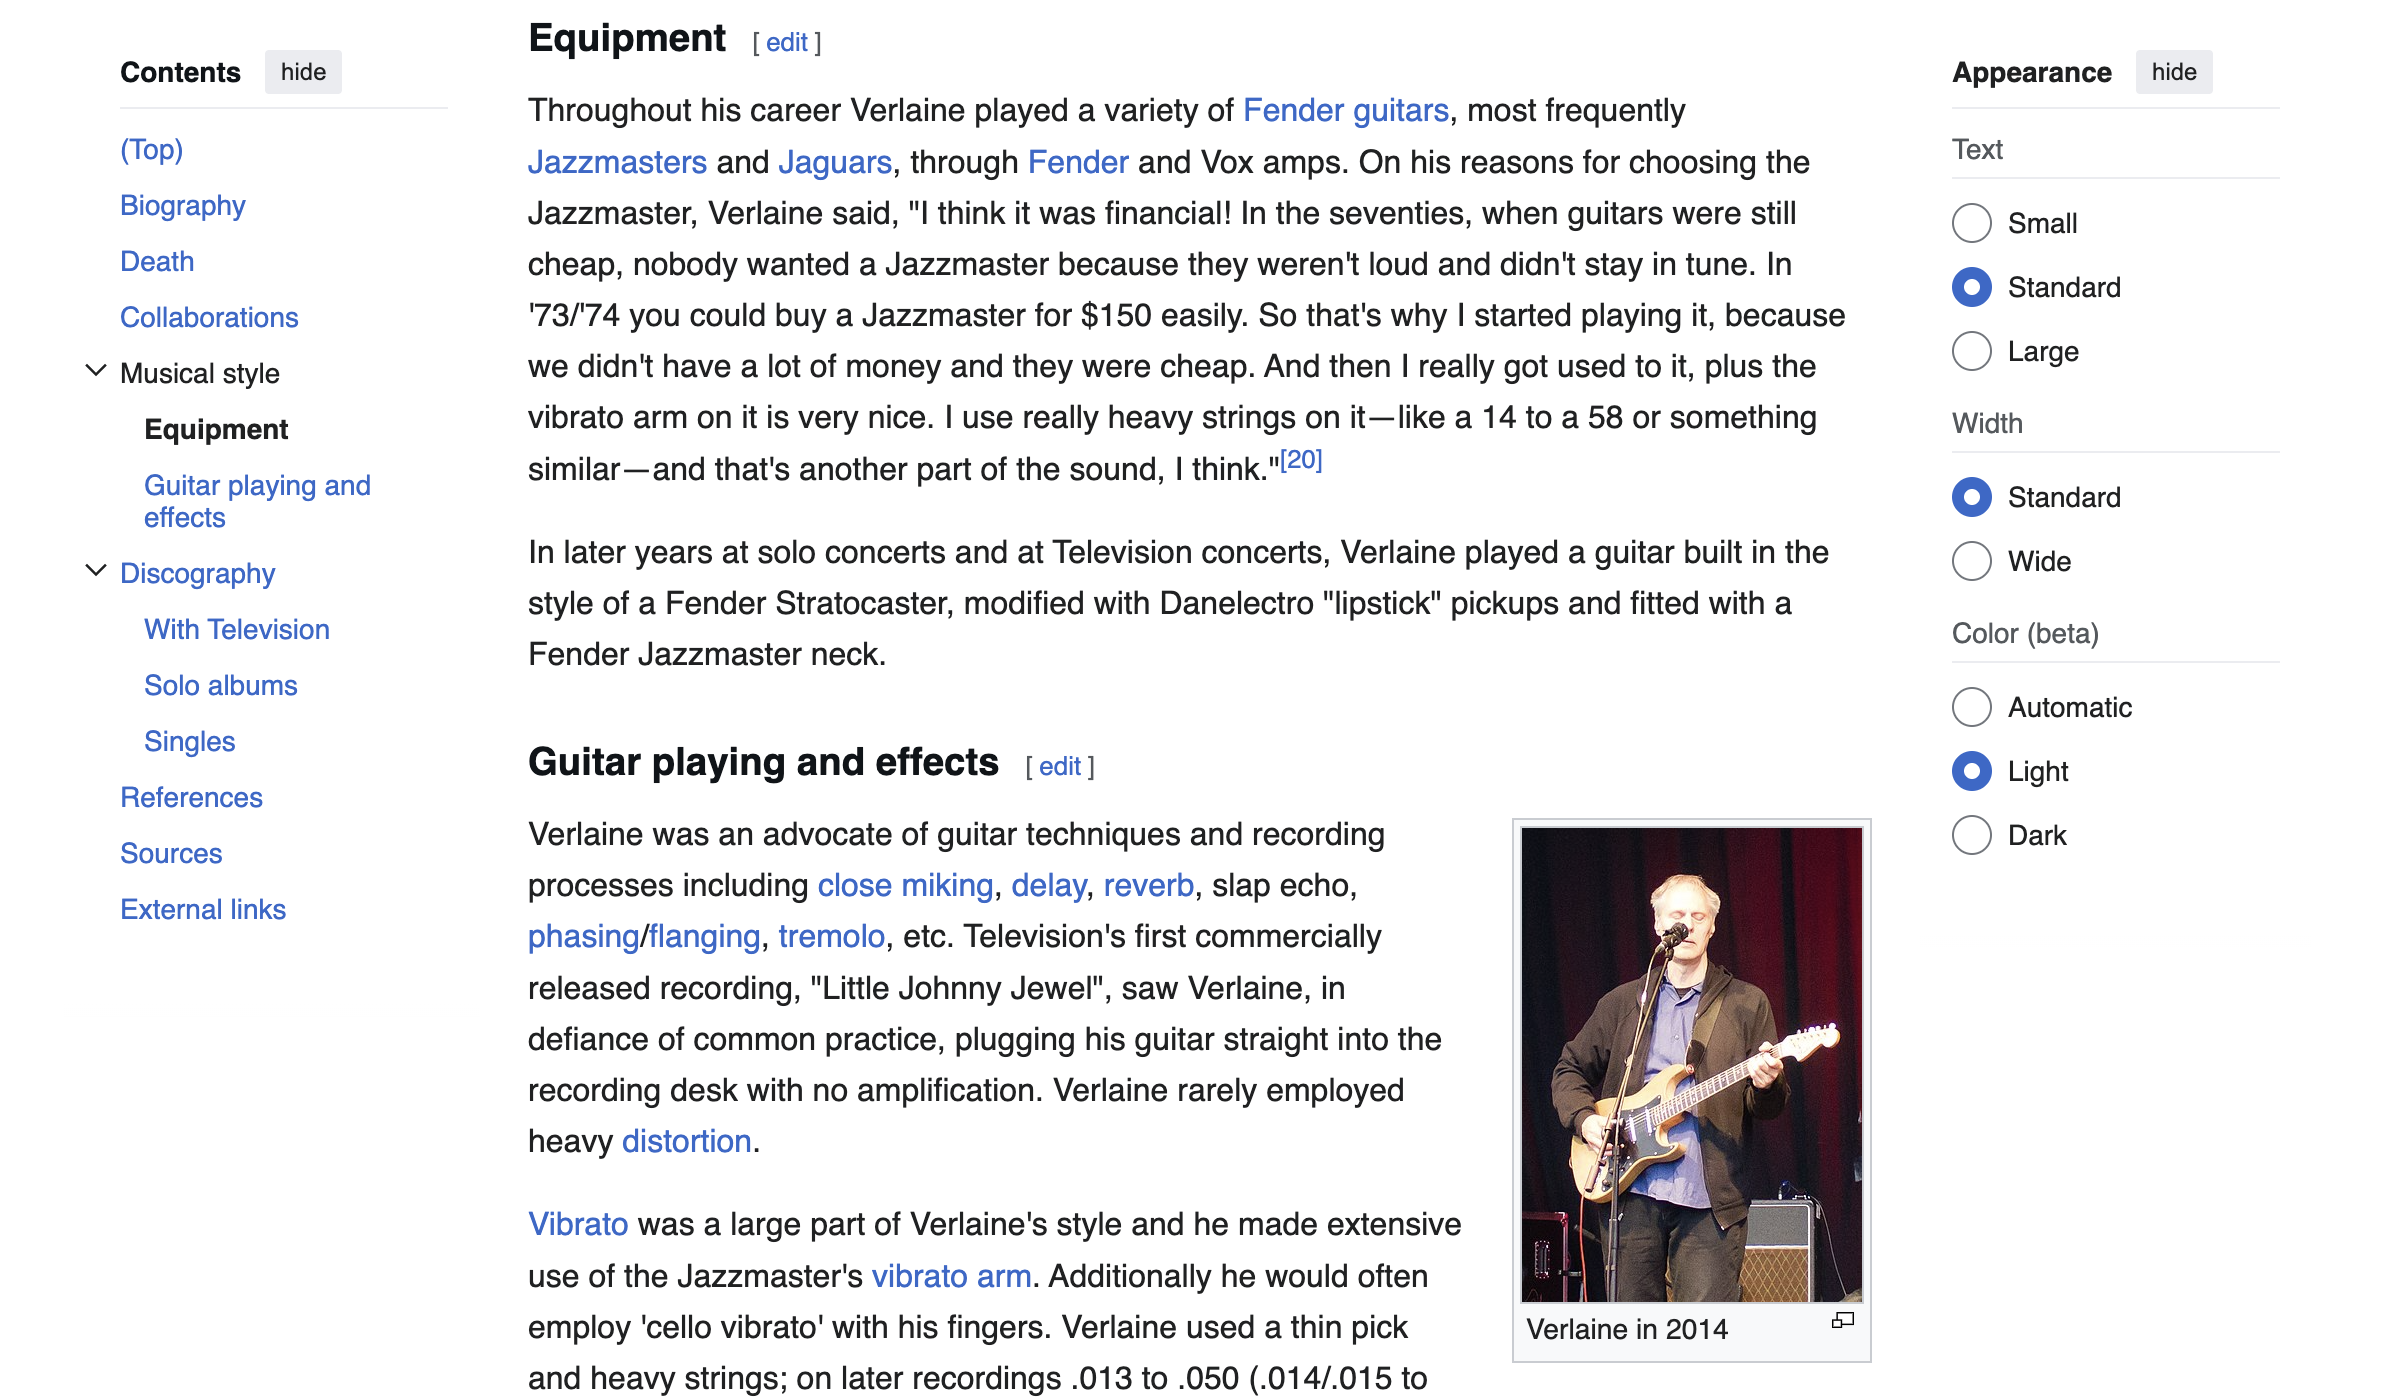 Contents hide
(Top)
Biography
Death
Collaborations
Musical style
Equipment
Guitar playing and
effects
Discography
With Television
Solo albums
Singles
References
Sources
External links
Equipment [ edit ]
Throughout his career Verlaine played a variety of Fender guitars, most frequently
Jazzmasters and Jaguars, through Fender and Vox amps. On his reasons for choosing the
Jazzmaster, Verlaine said, "I think it was financial! In the seventies, when guitars were still
cheap, nobody wanted a Jazzmaster because they weren't loud and didn't stay in tune. In
'73/'74 you could buy a Jazzmaster for $150 easily. So that's why I started playing it, because
we didn't have a lot of money and they were cheap. And then I really got used to it, plus the
vibrato arm on it is very nice. I use really heavy strings on it—like a 14 to a 58 or something
similar—and that's another part of the sound, I think."[20]
In later years at solo concerts and at Television concerts, Verlaine played a guitar built in the
style of a Fender Stratocaster, modified with Danelectro "lipstick" pickups and fitted with a
Fender Jazzmaster neck.
Guitar playing and effects [ edit ]
Verlaine was an advocate of guitar techniques and recording
processes including close miking, delay, reverb, slap echo,
phasing/flanging, tremolo, etc. Television's first commercially
released recording, "Little Johnny Jewel", saw Verlaine, in
defiance of common practice, plugging his guitar straight into the
recording desk with no amplification. Verlaine rarely employed
heavy distortion.
Vibrato was a large part of Verlaine's style and he made extensive
use of the Jazzmaster's vibrato arm. Additionally he would often
employ 'cello vibrato' with his fingers. Verlaine used a thin pick
and heavy strings; on later recordings .013 to .050 (.014/.015 to
Verlaine in 2014
Appearance hide
Text
Small
Standard
Large
Width
Standard
Wide
Color (beta)
Automatic
Light
Dark